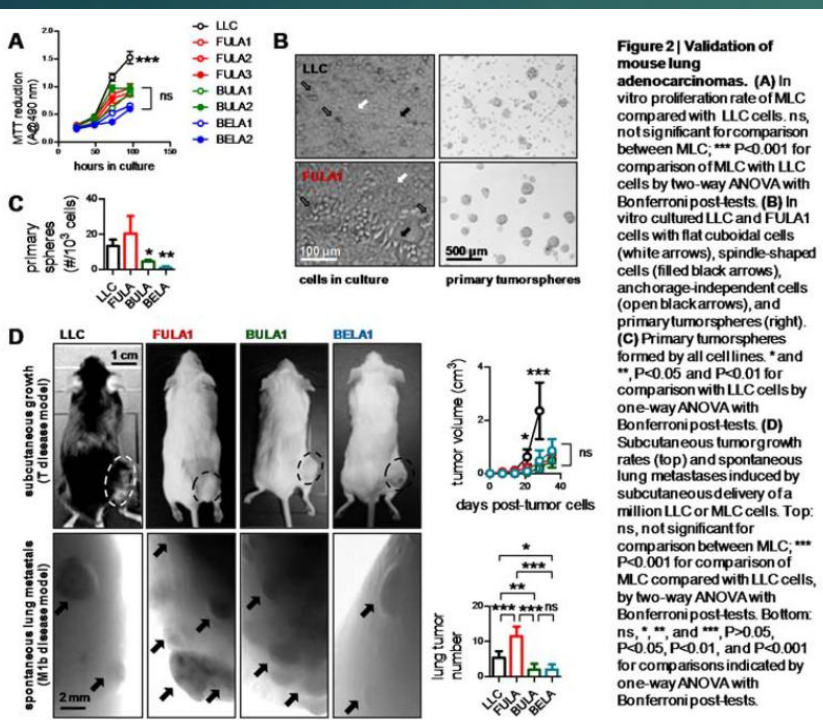 A
MTT reduction
(A@490 nm)
2.0
1.5
1.0
0.5
0.0
0 50 100 150
hours in culture
***
ns
LLC
FULA1
FULA2
FULA3
BULA1
BULA2
BELA1
BELA2
B
LLC
FULA1
100 μm
500 μm
cells in culture
primary tumorspheres
C
primary
spheres
(#/10³ cells)
40
20
0
* **
LLC
FULA
BULA
BELA
D
LLC
FULA1
BULA1
BELA1
1 cm
subcutaneous growth
(T disease model)
spontaneous lung metastasis
(M1b disease model)
2 mm
tumor volume (cm³)
4
2
0
0 20 40
days post-tumor cells
***
*
ns
lung tumor
number
20
10
0
*
***
**
*** *** ns
LLC
FULA
BULA
BELA
Figure 2 | Validation of
mouse lung
adenocarcinomas. (A) In
vitro proliferation rate of MLC
compared with LLC cells. ns,
not significant for comparison
between MLC; *** P<0.001 for
comparison of MLC with LLC
cells by two-way ANOVA with
Bonferroni post-tests. (B) In
vitro cultured LLC and FULA1
cells with flat cuboidal cells
(white arrows), spindle-shaped
cells (filled black arrows),
anchorage-independent cells
(open black arrows), and
primary tumorspheres (right).
(C) Primary tumorspheres
formed by all cell lines. * and
**, P<0.05 and P<0.01 for
comparison with LLC cells by
one-way ANOVA with
Bonferroni post-tests. (D)
Subcutaneous tumor growth
rates (top) and spontaneous
lung metastases induced by
subcutaneous delivery of a
million LLC or MLC cells. Top:
ns, not significant for
comparison between MLC; ***
P<0.001 for comparison of
MLC compared with LLC cells,
by two-way ANOVA with
Bonferroni post-tests. Bottom:
ns, *, **, and ***, P>0.05,
P<0.05, P<0.01, and P<0.001
for comparisons indicated by
one-way ANOVA with
Bonferroni post-tests.